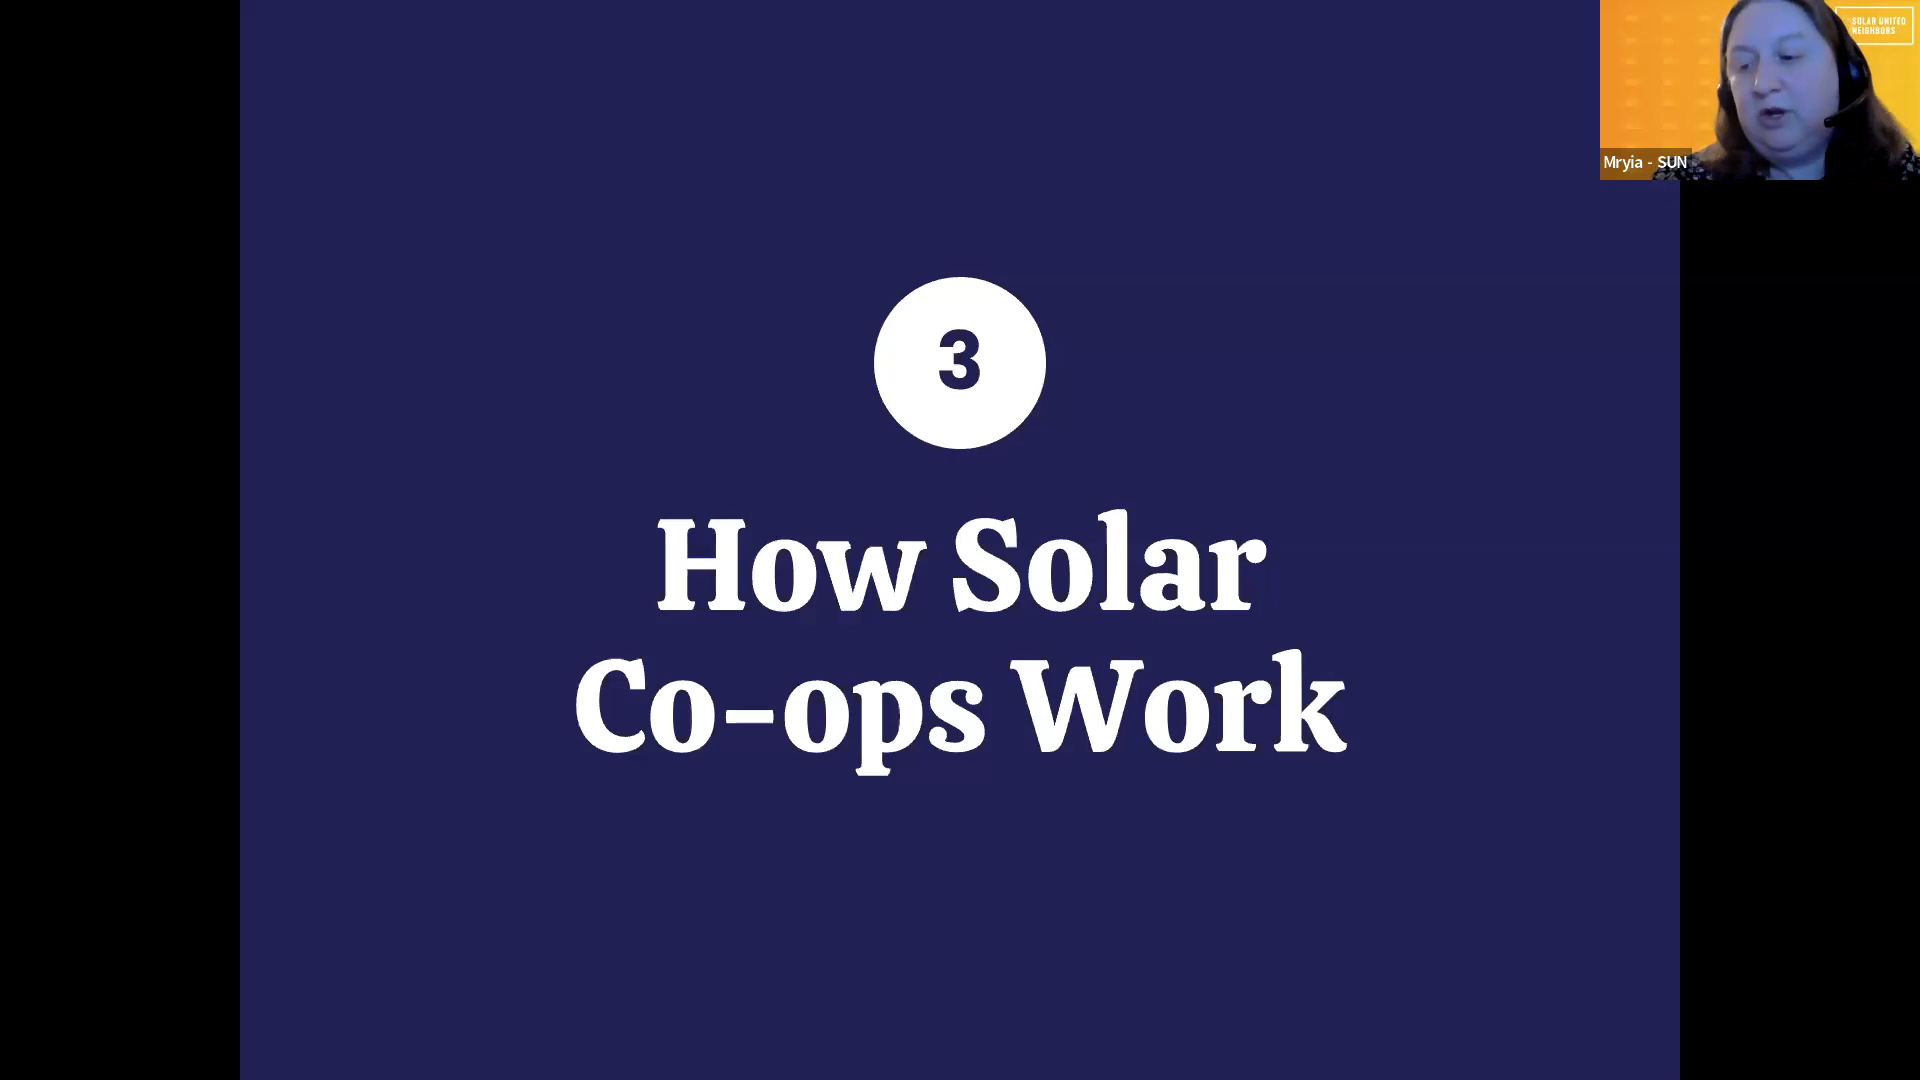 SOLAR UNITED
NEIGHBORS
Mryia - SUN
3
How Solar
Co-ops Work